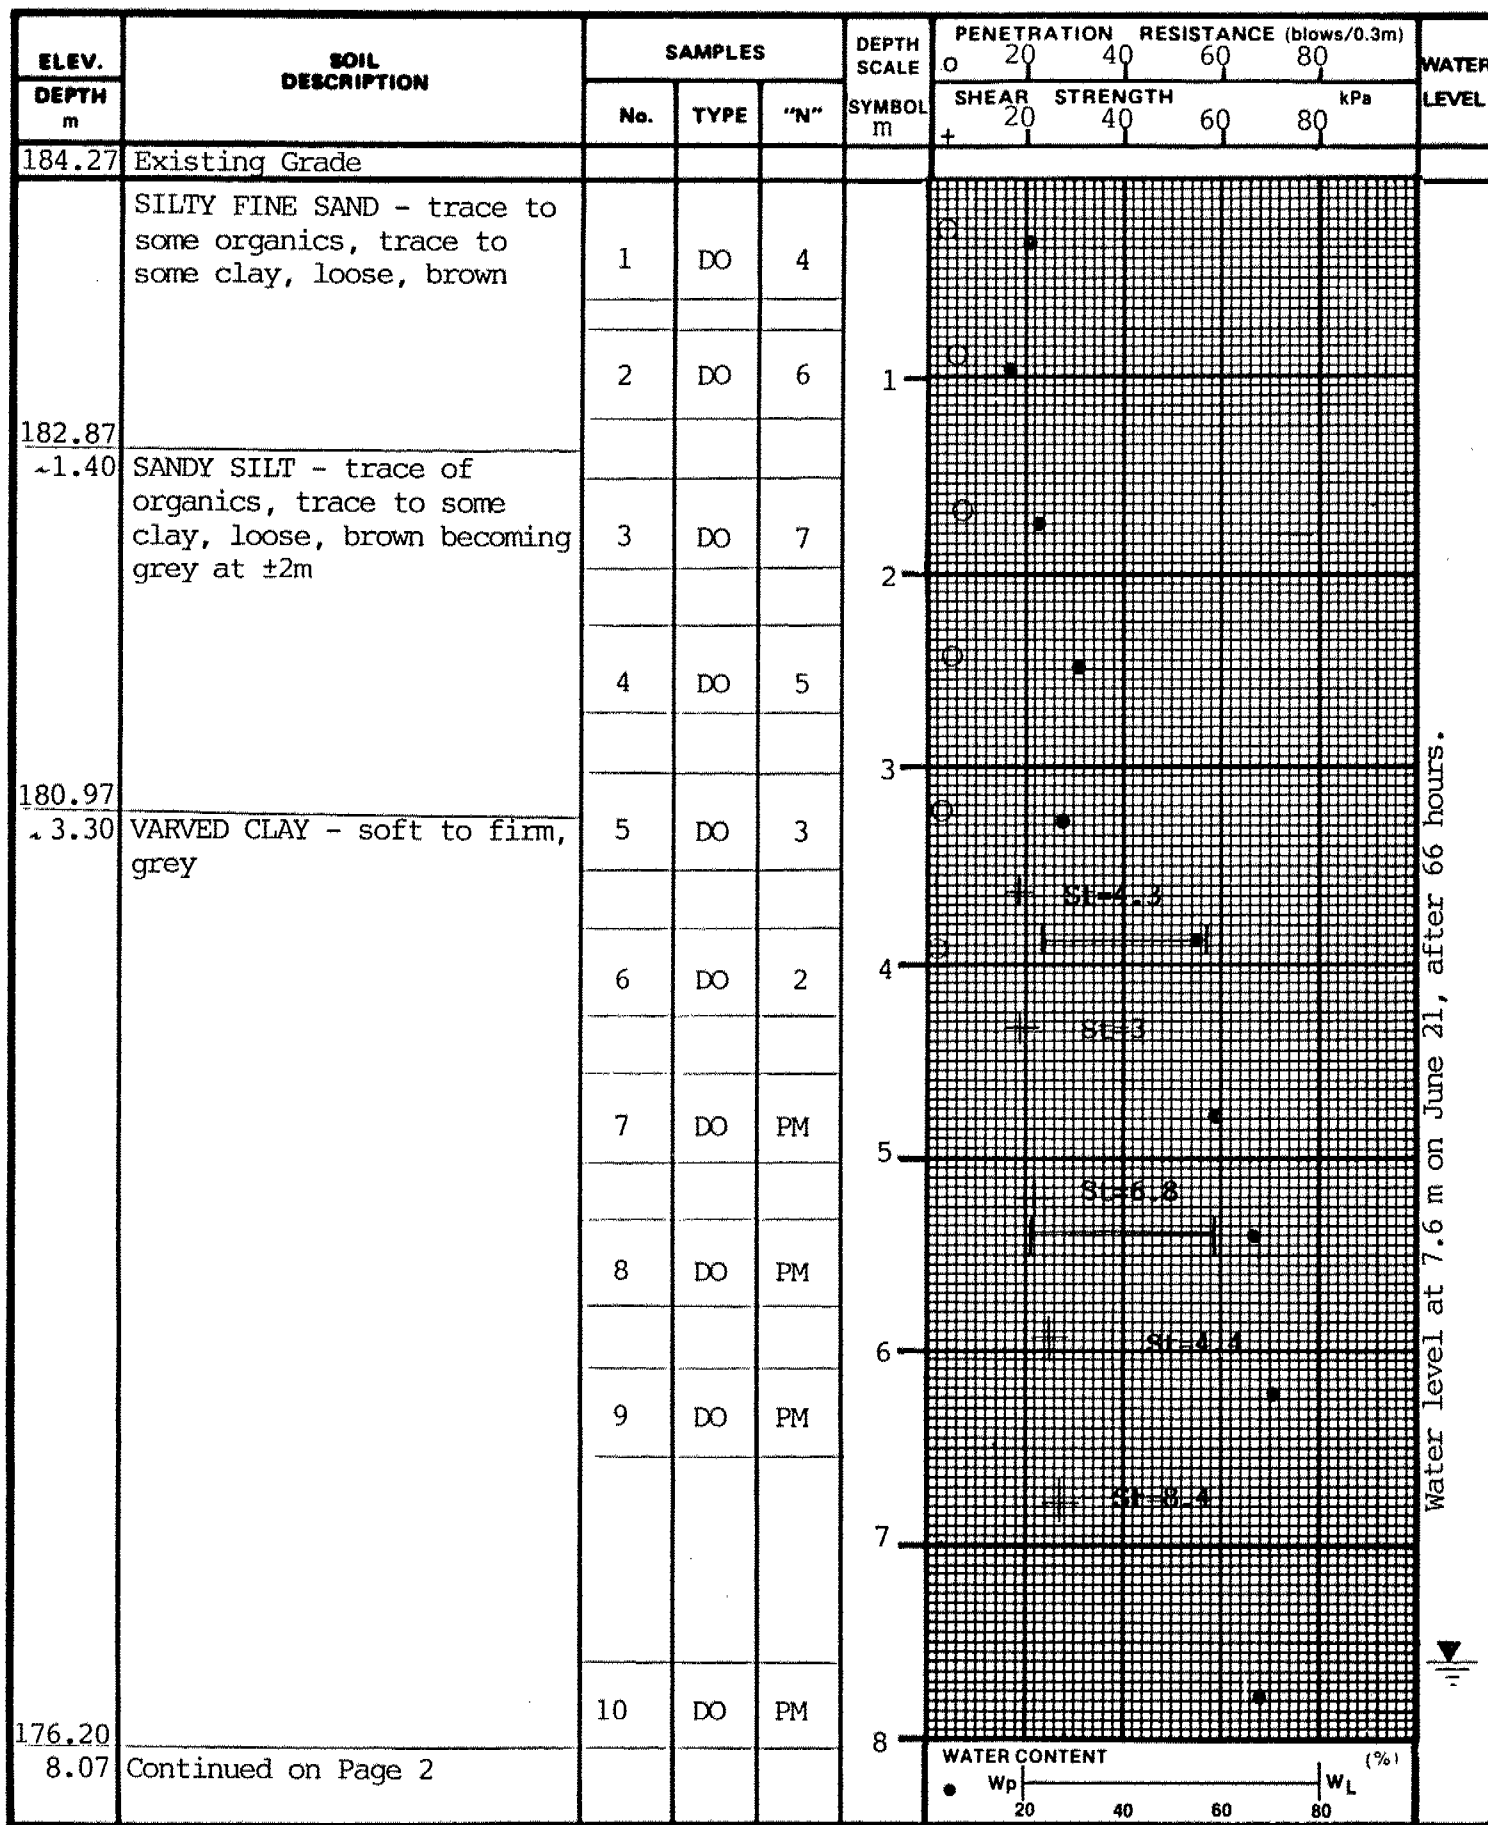 ELEV.
DEPTH
m
SOIL
DESCRIPTION
SAMPLES
No. TYPE "N"
DEPTH
SCALE
SYMBOL
m
PENETRATION RESISTANCE (blows/0.3m)
o 20 40 60 80
SHEAR STRENGTH kPa
+ 20 40 60 80
WATER
LEVEL
184.27 Existing Grade
SILTY FINE SAND - trace to
some organics, trace to
some clay, loose, brown
1 DO 4
2 DO 6
1
182.87
~1.40 SANDY SILT - trace of
organics, trace to some
clay, loose, brown becoming
grey at ±2m
3 DO 7
2
4 DO 5
3
180.97
~3.30 VARVED CLAY - soft to firm,
grey
5 DO 3
St=4.3
6 DO 2
4
St=3
7 DO PM
5
St=6.8
8 DO PM
St=4.4
6
9 DO PM
St=8.4
7
10 DO PM
8
Water level at 7.6 m on June 21, after 66 hours.
176.20
8.07 Continued on Page 2
WATER CONTENT (%)
Wp WL
20 40 60 80